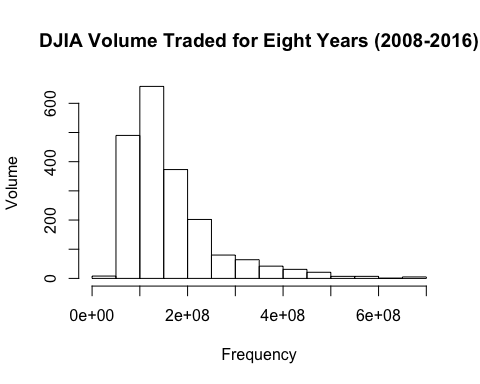 DJIA Volume Traded for Eight Years (2008-2016)
Volume
600
400
200
0
0e+00 2e+08 4e+08 6e+08
Frequency